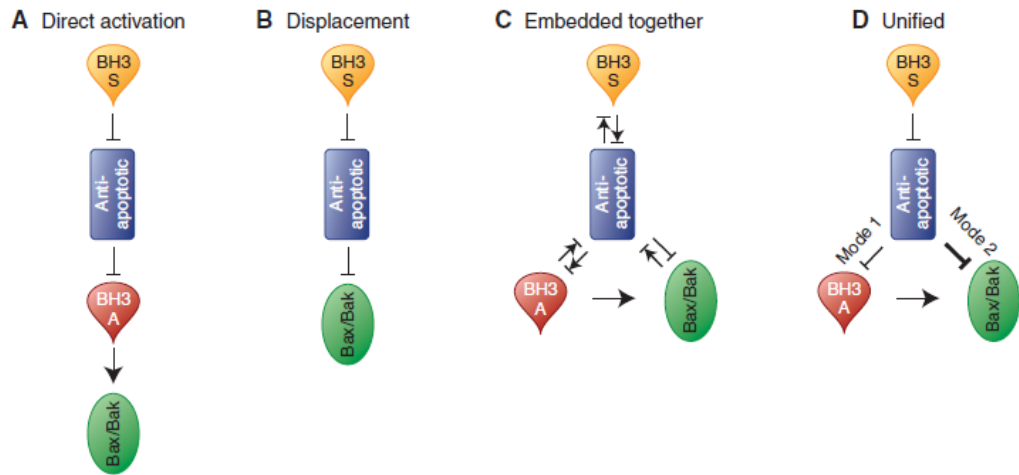 A Direct activation
BH3
S
Anti-
apoptotic
BH3
A
Bax/Bak
B Displacement
BH3
S
Anti-
apoptotic
Bax/Bak
C Embedded together
BH3
S
Anti-
apoptotic
BH3
A
Bax/Bak
D Unified
BH3
S
Anti-
apoptotic
Mode 1
Mode 2
BH3
A
Bax/Bak